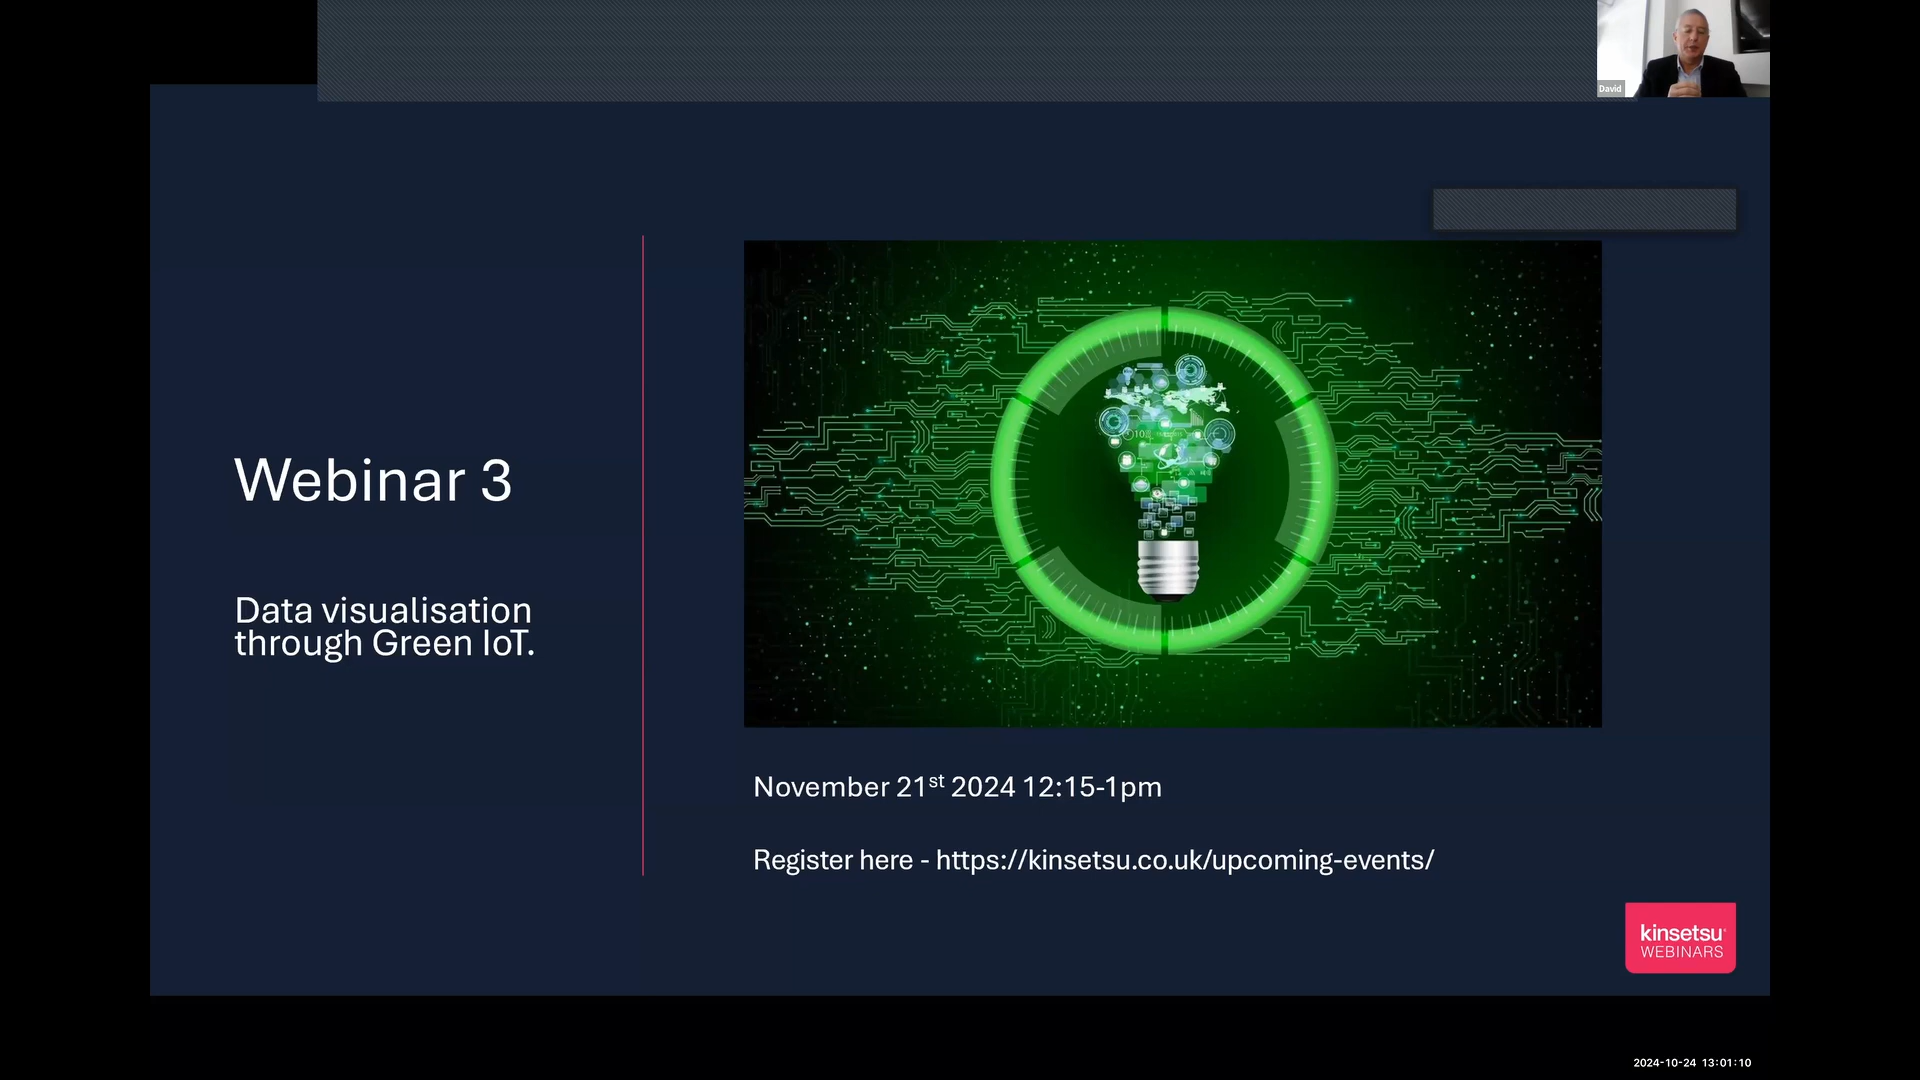 David
Webinar 3
Data visualisation
through Green IoT.
November 21st 2024 12:15-1pm
Register here - https://kinsetsu.co.uk/upcoming-events/
kinsetsu
WEBINARS
2024-10-24 13:01:10